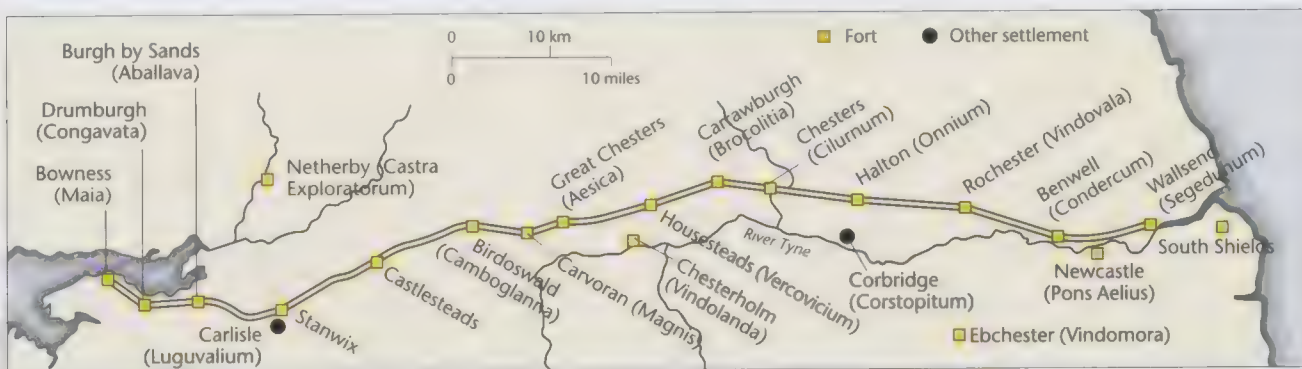 Burgh by Sands
(Aballava)
Drumburgh
(Congavata)
Bowness
(Maia)
Netherby (Castra
Exploratorum)
0 10 km
0 10 miles
Fort
Other settlement
Great Chesters
(Aesica)
Carrawburgh
(Brocolitia)
Chesters
(Cilurnum)
Halton (Onnium)
Rochester (Vindovala)
Benwell
(Condercum)
Wallsend
(Segedunum)
Carlisle
(Luguvalium)
Stanwix
Castlesteads
Birdoswald
(Camboglanna)
Carvoran (Magnis)
Housesteads (Vercovicium)
Chesterholm
(Vindolanda)
River Tyne
Corbridge
(Corstopitum)
Newcastle
(Pons Aelius)
South Shields
Ebchester (Vindomora)